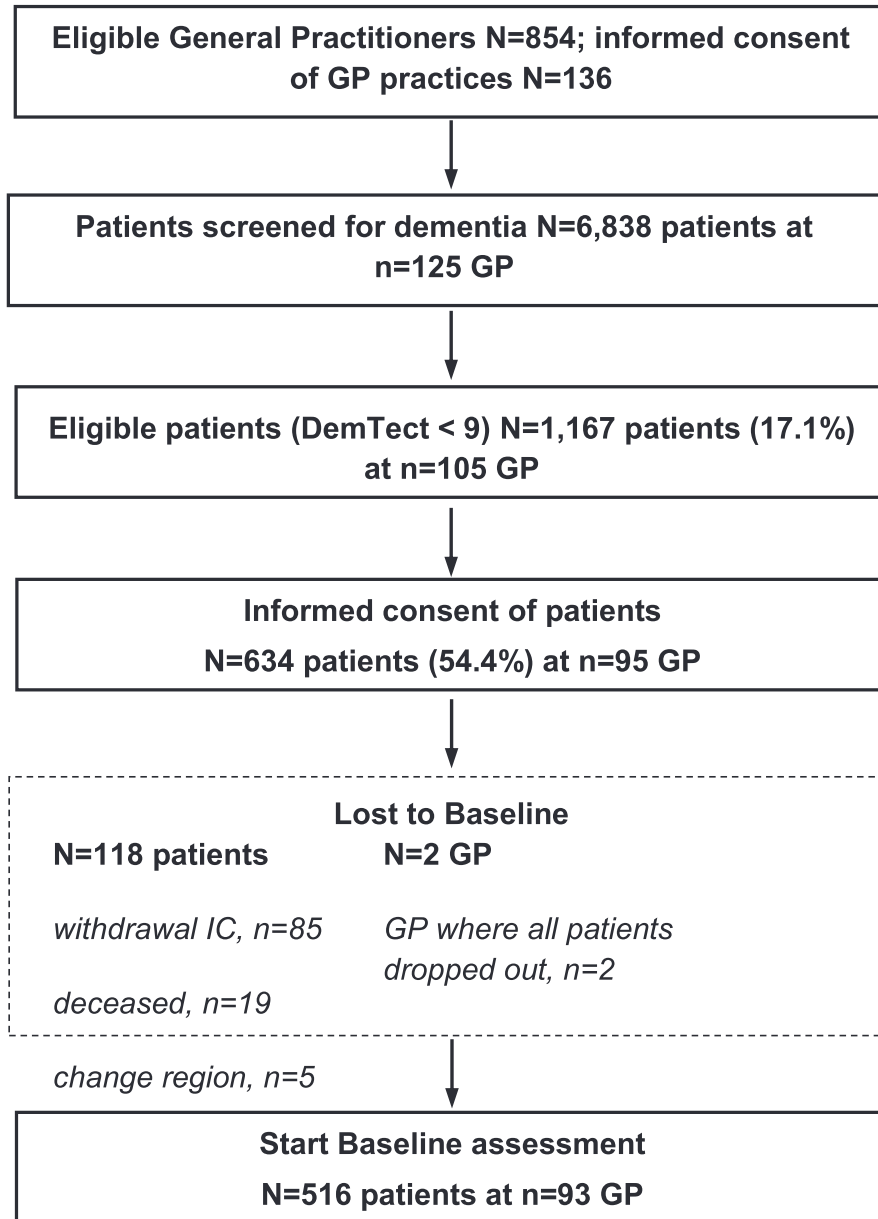 Eligible General Practitioners N=854; informed consent
of GP practices N=136
Patients screened for dementia N=6,838 patients at
n=125 GP
Eligible patients (DemTect < 9) N=1,167 patients (17.1%)
at n=105 GP
Informed consent of patients
N=634 patients (54.4%) at n=95 GP
Lost to Baseline
N=118 patients
withdrawal IC, n=85
deceased, n=19
change region, n=5
N=2 GP
GP where all patients
dropped out, n=2
Start Baseline assessment
N=516 patients at n=93 GP